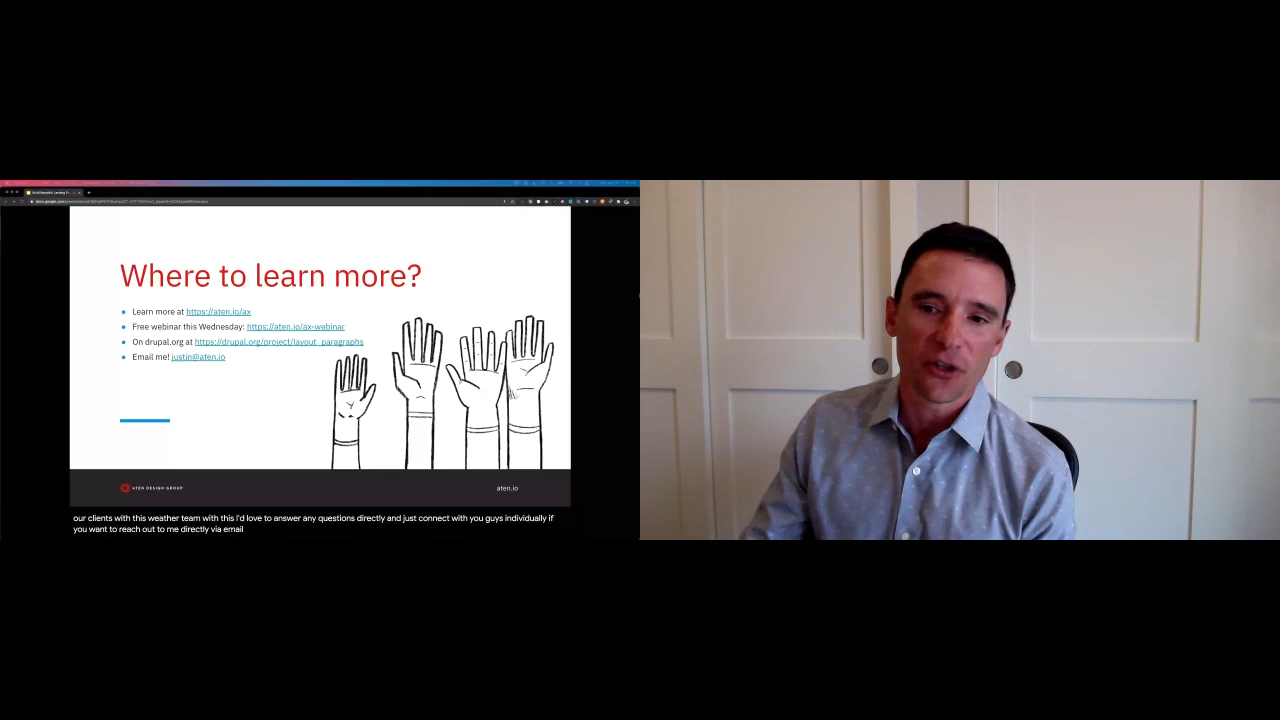 Where to learn more?
Learn more at https://aten.io/ax
Free webinar this Wednesday: https://aten.io/ax-webinar
On drupal.org at https://drupal.org/project/layout_paragraphs
Email me! justin@aten.io
ATEN DESIGN GROUP
aten.io
our clients with this weather team with this I'd love to answer any questions directly and just connect with you guys individually if
you want to reach out to me directly via email